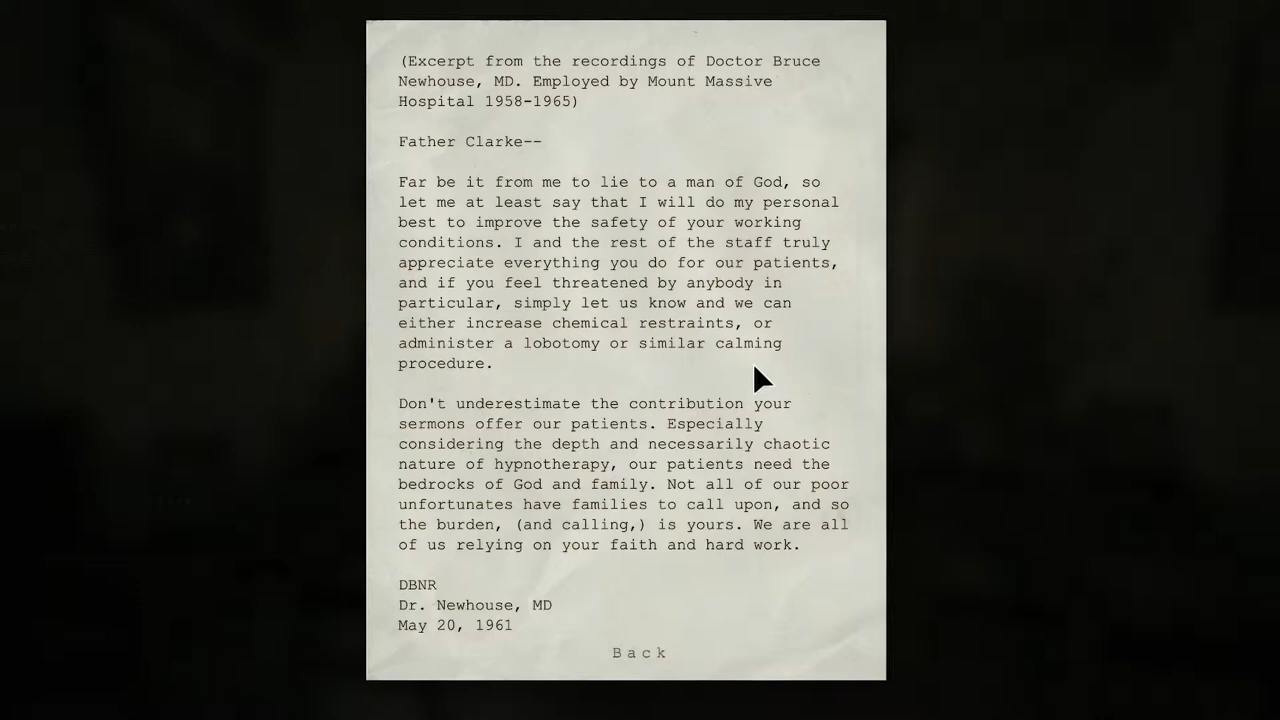 (Excerpt from the recordings of Doctor Bruce
Newhouse, MD. Employed by Mount Massive
Hospital 1958-1965)
Father Clarke--
Far be it from me to lie to a man of God, so
let me at least say that I will do my personal
best to improve the safety of your working
conditions. I and the rest of the staff truly
appreciate everything you do for our patients,
and if you feel threatened by anybody in
particular, simply let us know and we can
either increase chemical restraints, or
administer a lobotomy or similar calming
procedure.
Don't underestimate the contribution your
sermons offer our patients. Especially
considering the depth and necessarily chaotic
nature of hypnotherapy, our patients need the
bedrocks of God and family. Not all of our poor
unfortunates have families to call upon, and so
the burden, (and calling,) is yours. We are all
of us relying on your faith and hard work.
DBNR
Dr. Newhouse, MD
May 20, 1961
Back